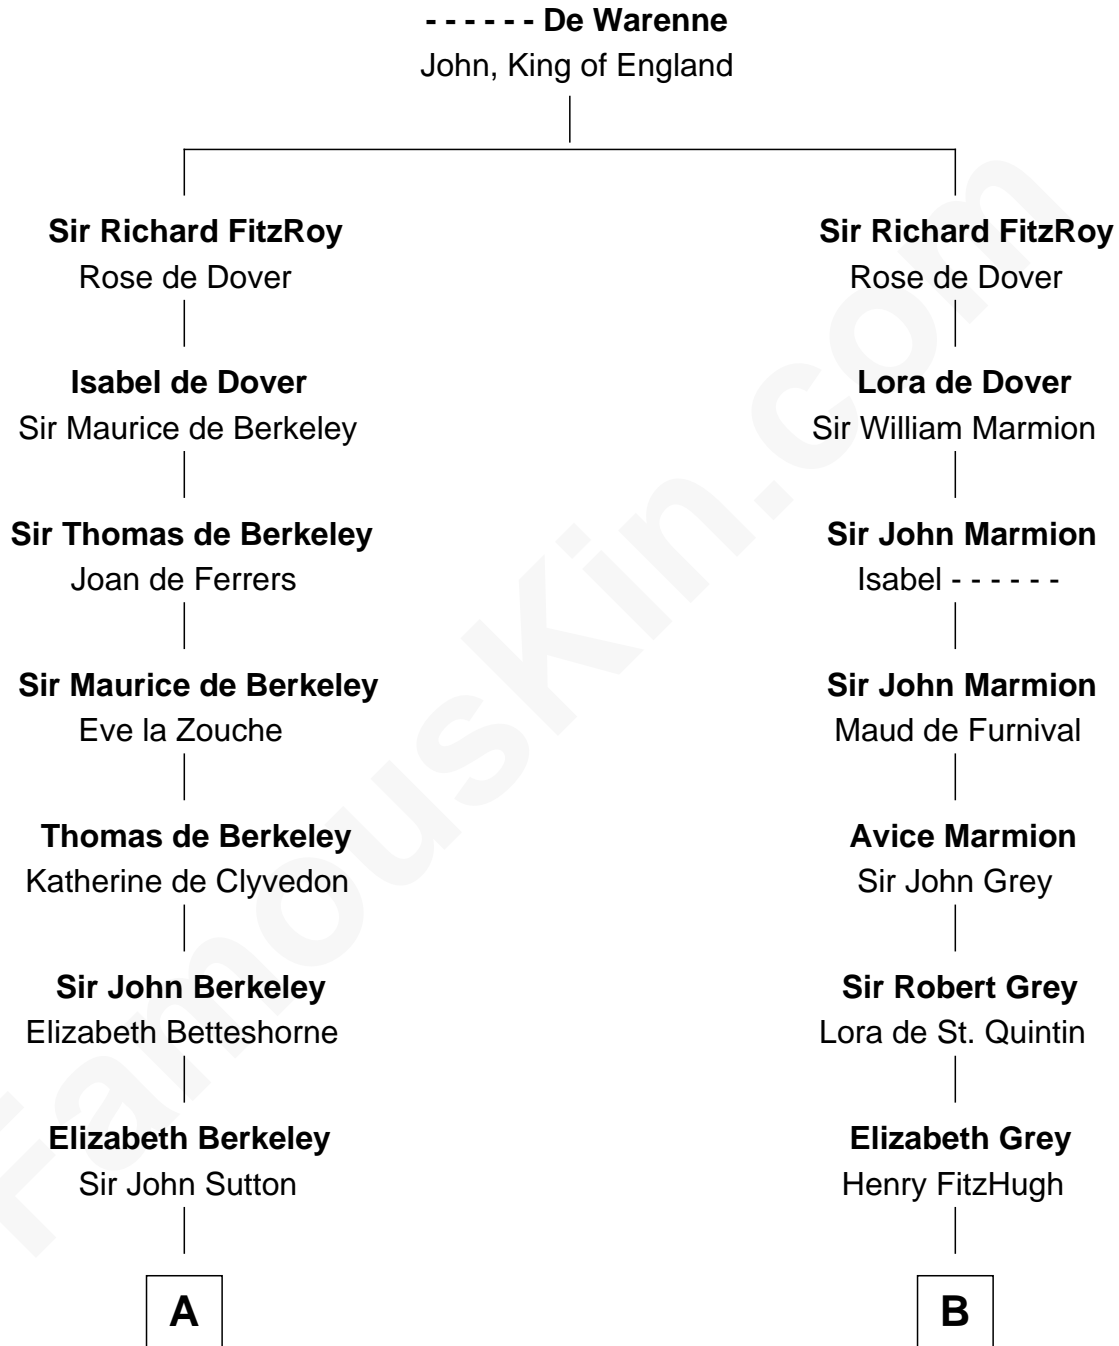 - - - - - - De Warenne
John, King of England
Sir Richard FitzRoy
Rose de Dover
Isabel de Dover
Sir Maurice de Berkeley
Sir Thomas de Berkeley
Joan de Ferrers
Sir Maurice de Berkeley
Eve la Zouche
Thomas de Berkeley
Katherine de Clyvedon
Sir John Berkeley
Elizabeth Betteshorne
Elizabeth Berkeley
Sir John Sutton
A
Sir Richard FitzRoy
Rose de Dover
Lora de Dover
Sir William Marmion
Sir John Marmion
Isabel - - - - - -
Sir John Marmion
Maud de Furnival
Avice Marmion
Sir John Grey
Sir Robert Grey
Lora de St. Quintin
Elizabeth Grey
Henry FitzHugh
B
FamousKin.com